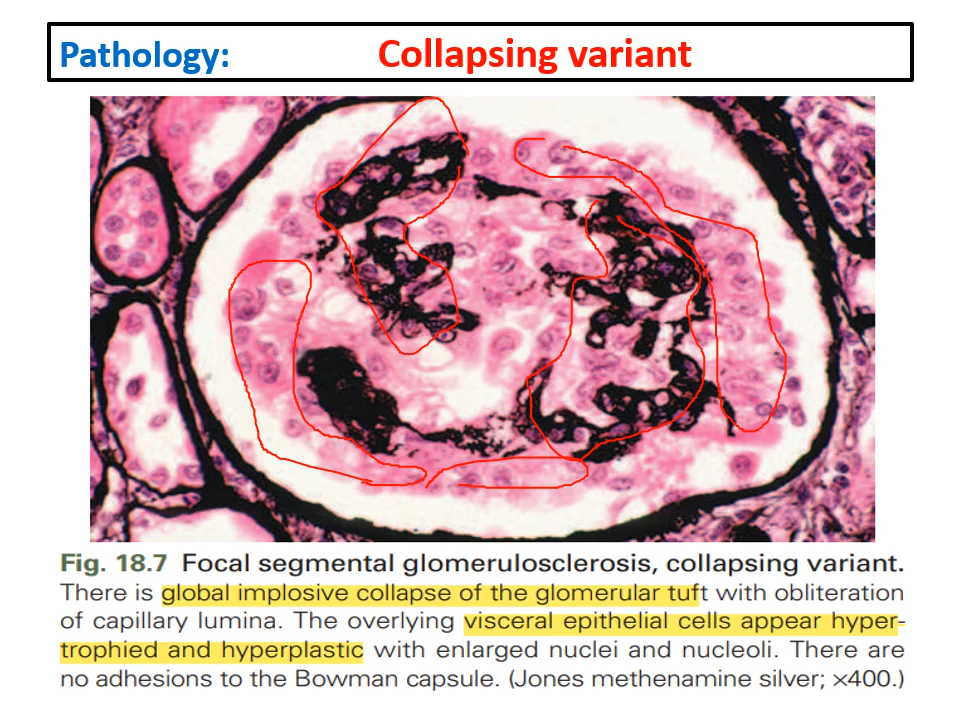 Pathology: Collapsing variant
Fig. 18.7 Focal segmental glomerulosclerosis, collapsing variant.
There is global implosive collapse of the glomerular tuft with obliteration
of capillary lumina. The overlying visceral epithelial cells appear hyper-
trophied and hyperplastic with enlarged nuclei and nucleoli. There are
no adhesions to the Bowman capsule. (Jones methenamine silver; ×400.)